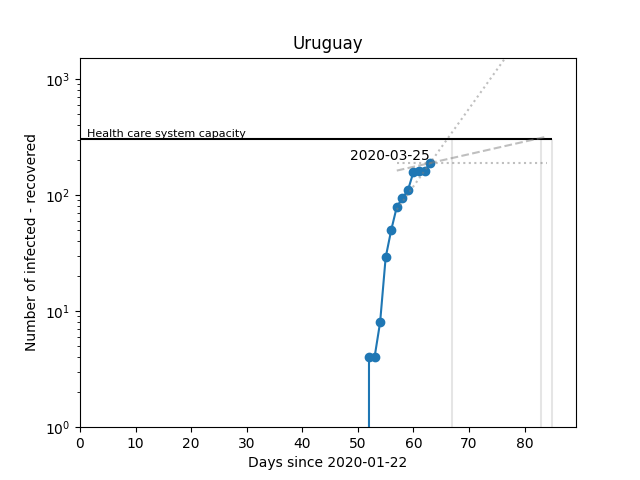 Uruguay
Number of infected - recovered
10³
10²
10¹
10⁰
Health care system capacity
2020-03-25
0 10 20 30 40 50 60 70 80
Days since 2020-01-22